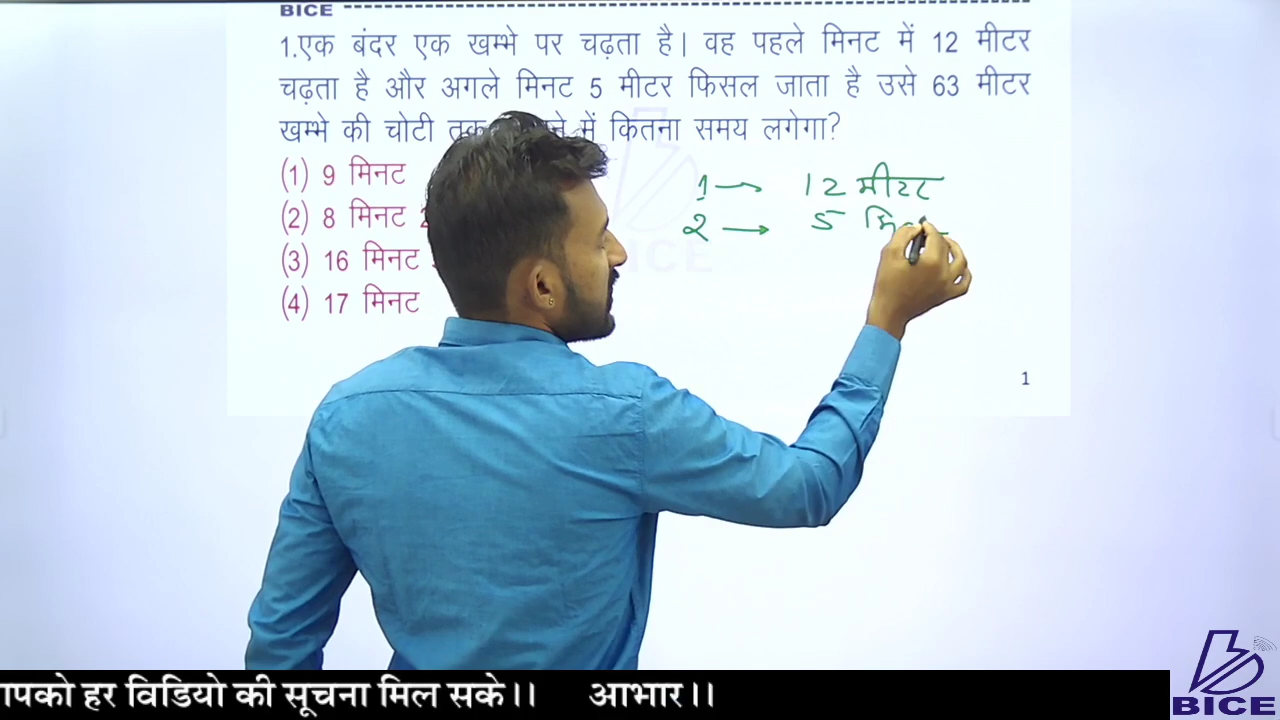 BICE
1.एक बंदर एक खम्भे पर चढ़ता है। वह पहले मिनट में 12 मीटर
चढ़ता है और अगले मिनट 5 मीटर फिसल जाता है उसे 63 मीटर
खम्भे की चोटी तक में कितना समय लगेगा?
(1) 9 मिनट
(2) 8 मिनट
(3) 16 मिनट
(4) 17 मिनट
1 → 12 मीटर
2 → 5
BICE
1
ापको हर विडियो की सूचना मिल सके।। आभार।।
BICE